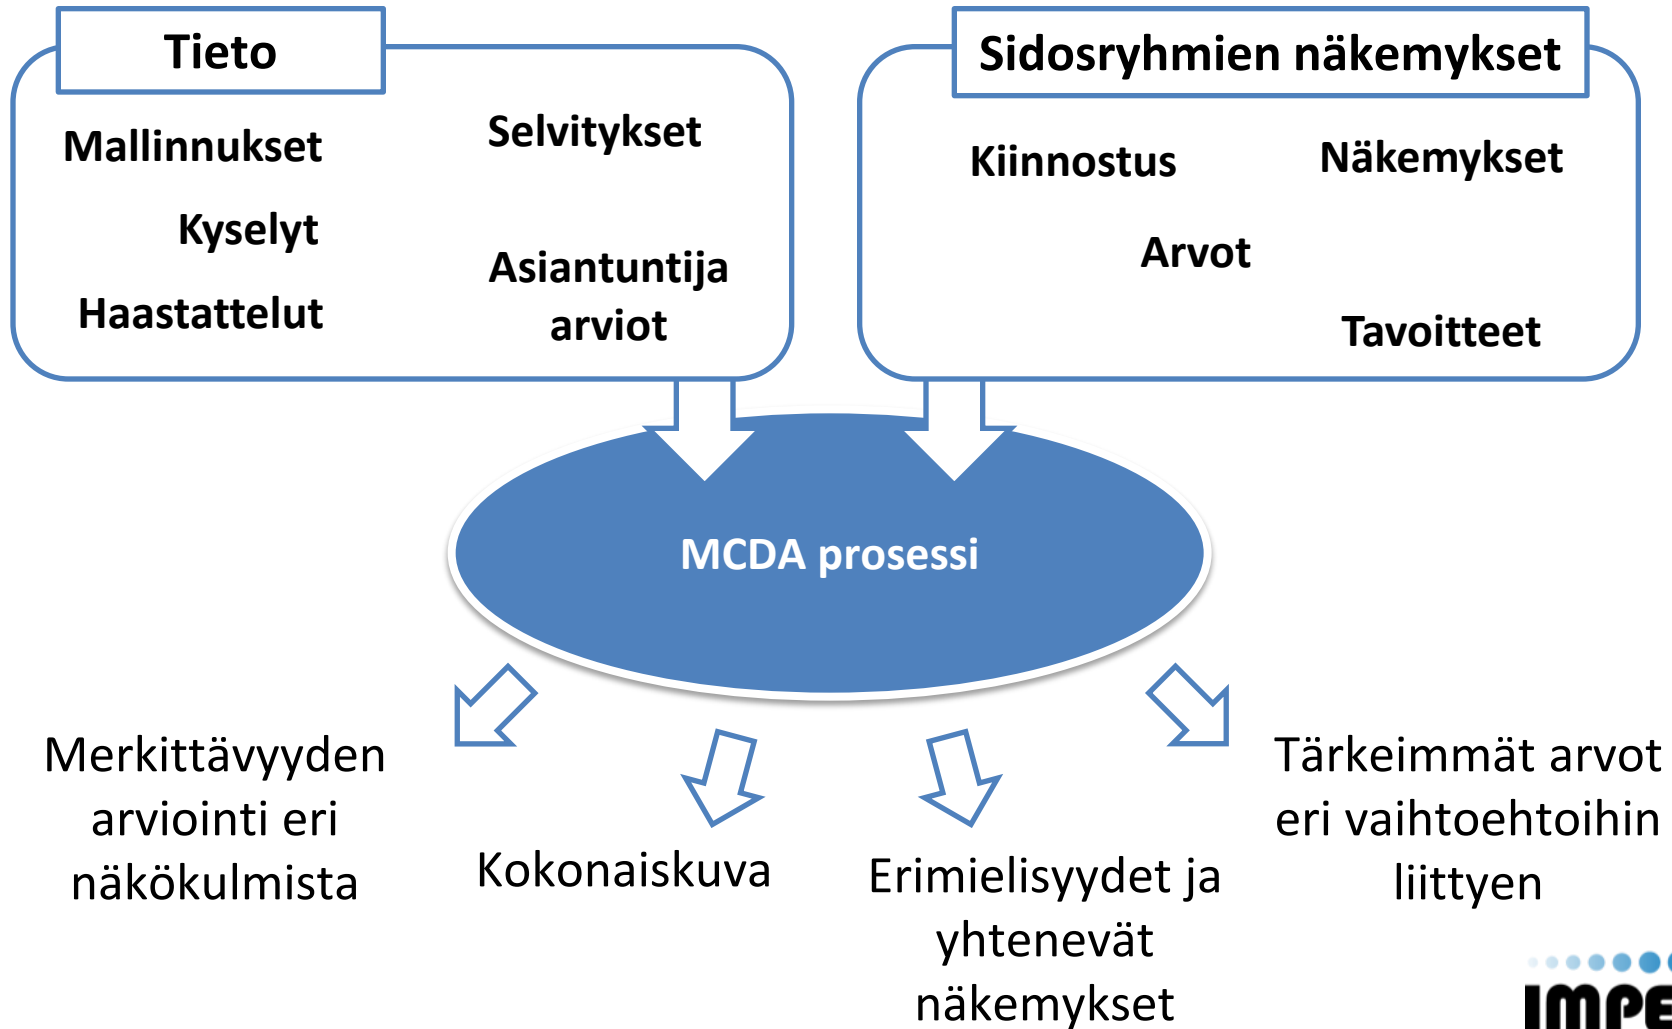 Tieto
Mallinnukset
Selvitykset
Kyselyt
Haastattelut
Asiantuntija
arviot
Sidosryhmien näkemykset
Kiinnostus
Näkemykset
Arvot
Tavoitteet
MCDA prosessi
Merkittävyyden
arviointi eri
näkökulmista
Kokonaiskuva
Erimielisyydet ja
yhtenevät
näkemykset
Tärkeimmät arvot
eri vaihtoehtoihin
liittyen